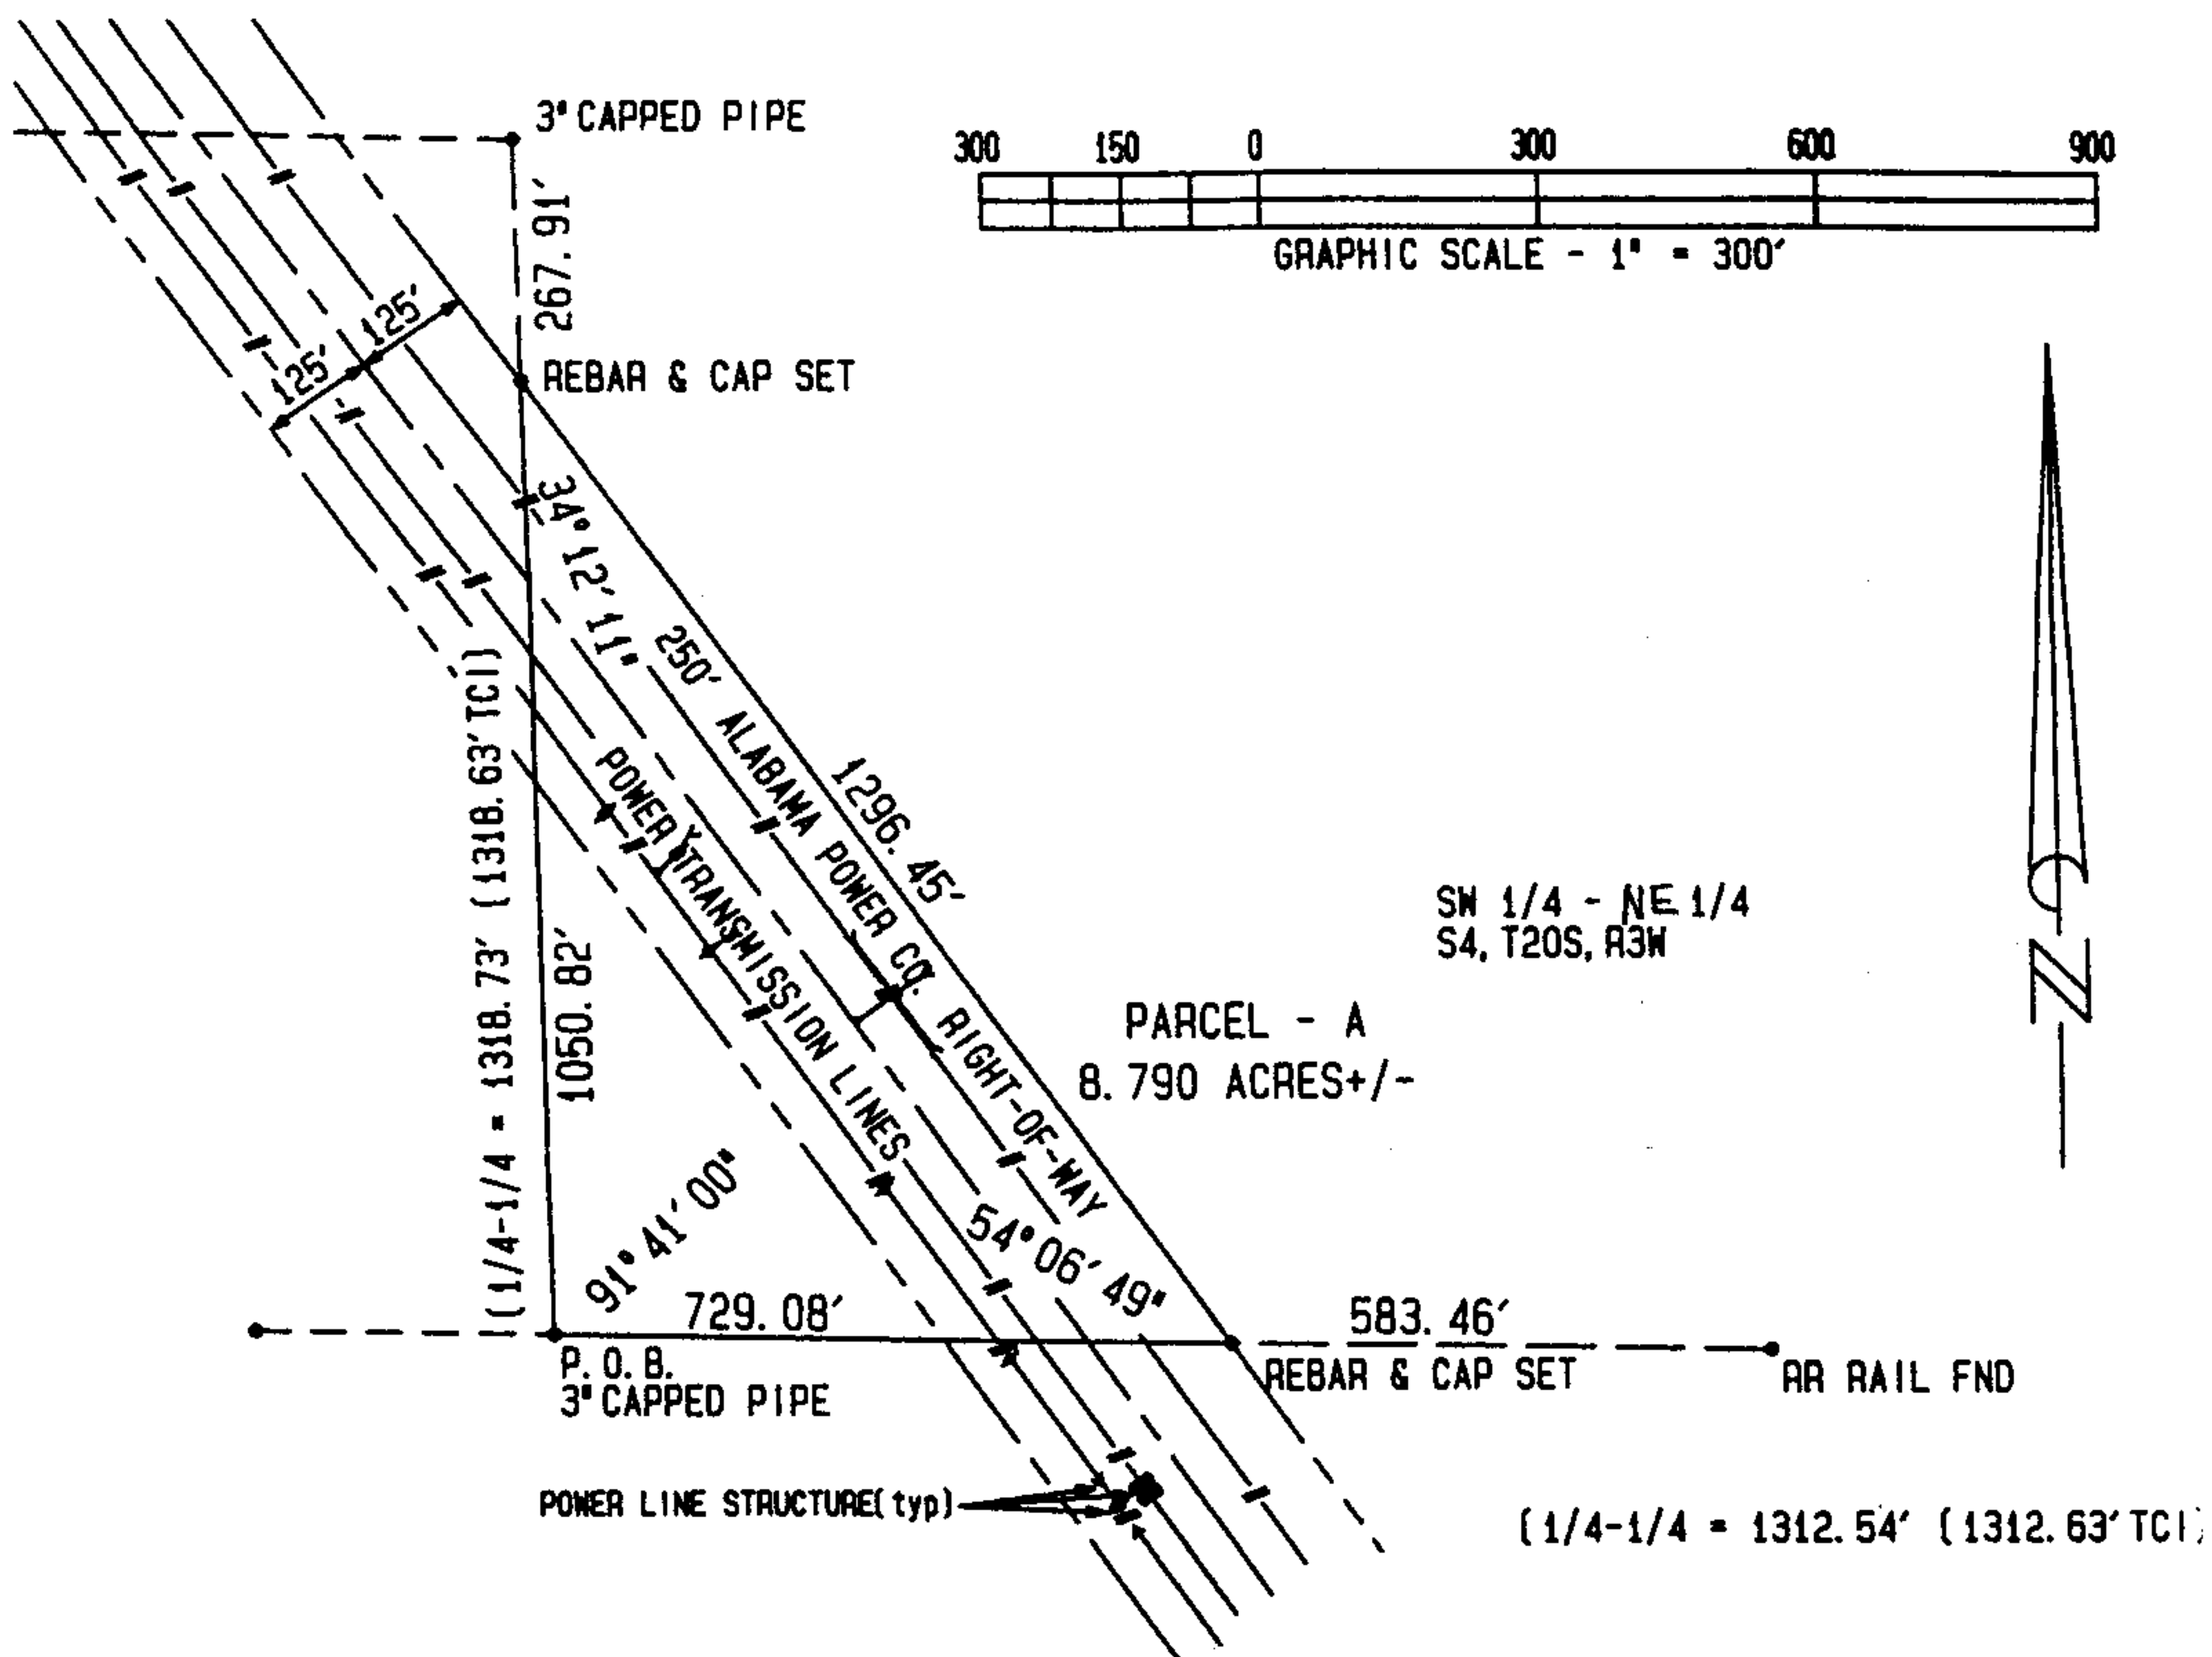 3" CAPPED PIPE
300 150 0 300 600 900
GRAPHIC SCALE - 1" = 300'
267.91'
125'
125'
REBAR & CAP SET
34°12'11"
250' ALABAMA POWER CO. RIGHT-OF-WAY
1296.45'
POWER TRANSMISSION LINES
(1/4-1/4 = 1318.73' (1318.63' TCI)
1050.82'
SW 1/4 - NE 1/4
S4, T20S, R3W
PARCEL - A
8.790 ACRES+/-
N
91°41'00"
54°06'49"
729.08'
583.46'
P.O.B.
3" CAPPED PIPE
REBAR & CAP SET
RR RAIL FND
POWER LINE STRUCTURE(typ)
(1/4-1/4 = 1312.54' (1312.63' TCI)